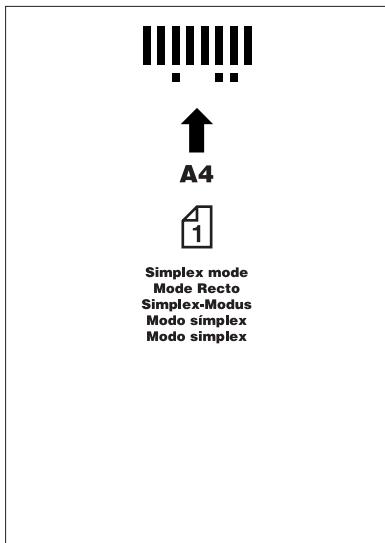 A4
1
Simplex mode
Mode Recto
Simplex-Modus
Modo símplex
Modo simplex